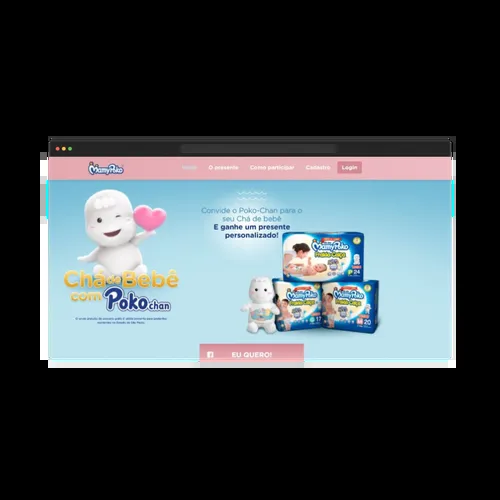 MamyPoko
Início
O presente
Como participar
Cadastro
Login
Convide o Poko-Chan para o
seu Chá de bebê
E ganhe um presente
personalizado!
Chá de Bebê
com Poko chan
MamyPoko
P 24
MamyPoko
17
MamyPoko
M 20
EU QUERO!